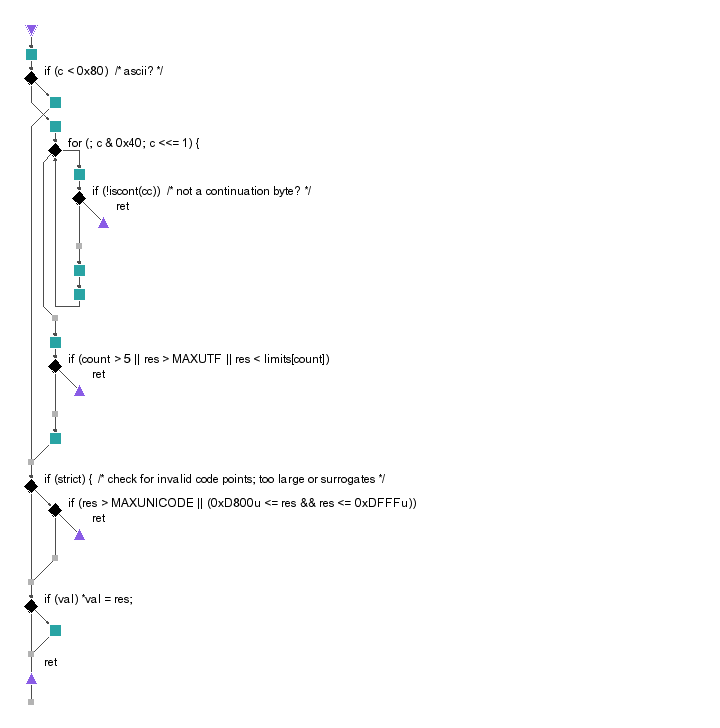 if (c < 0x80)  /* ascii? */
for (; c & 0x40; c <<= 1) {
if (!iscont(cc))  /* not a continuation byte? */
ret
if (count > 5 || res > MAXUTF || res < limits[count])
ret
if (strict) {  /* check for invalid code points; too large or surrogates */
if (res > MAXUNICODE || (0xD800u <= res && res <= 0xDFFFu))
ret
if (val) *val = res;
ret